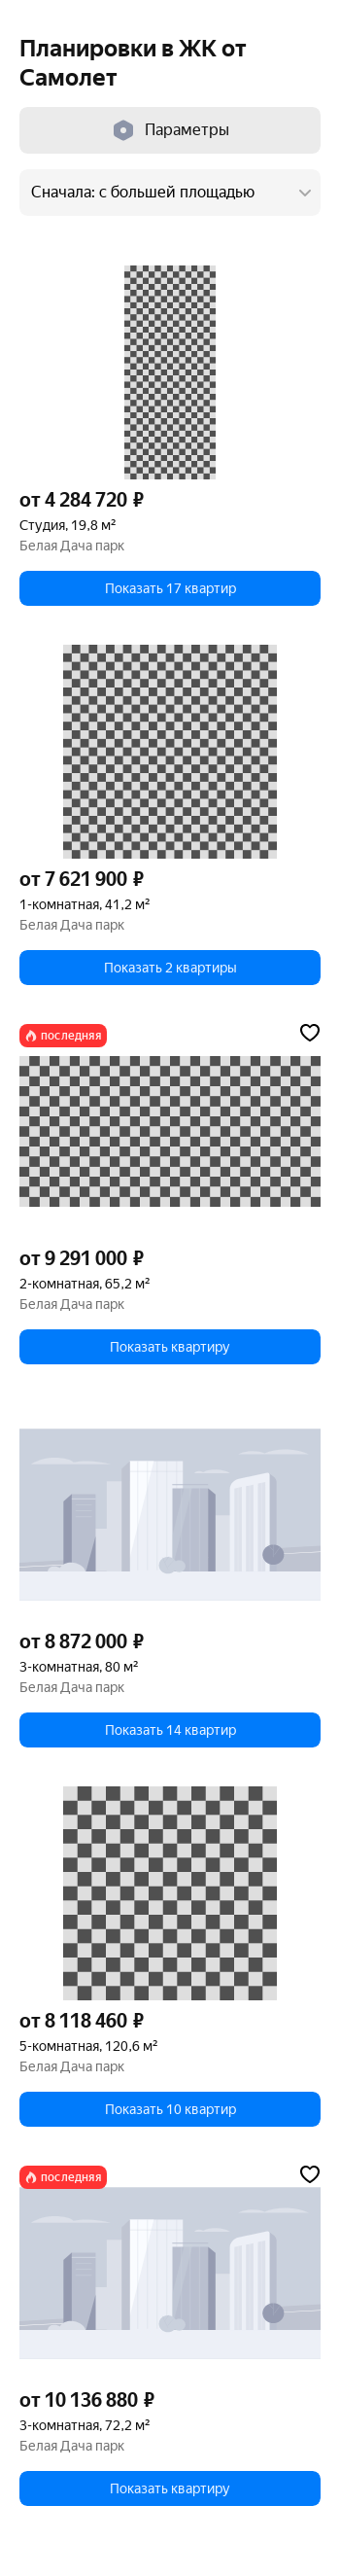 Планировки в ЖК от
Самолет
Параметры
Сначала: с большей площадью
от 4 284 720 ₽
Студия, 19,8 м²
Белая Дача парк
Показать 17 квартир
от 7 621 900 ₽
1-комнатная, 41,2 м²
Белая Дача парк
Показать 2 квартиры
последняя
от 9 291 000 ₽
2-комнатная, 65,2 м²
Белая Дача парк
Показать квартиру
от 8 872 000 ₽
3-комнатная, 80 м²
Белая Дача парк
Показать 14 квартир
от 8 118 460 ₽
5-комнатная, 120,6 м²
Белая Дача парк
Показать 10 квартир
последняя
от 10 136 880 ₽
3-комнатная, 72,2 м²
Белая Дача парк
Показать квартиру